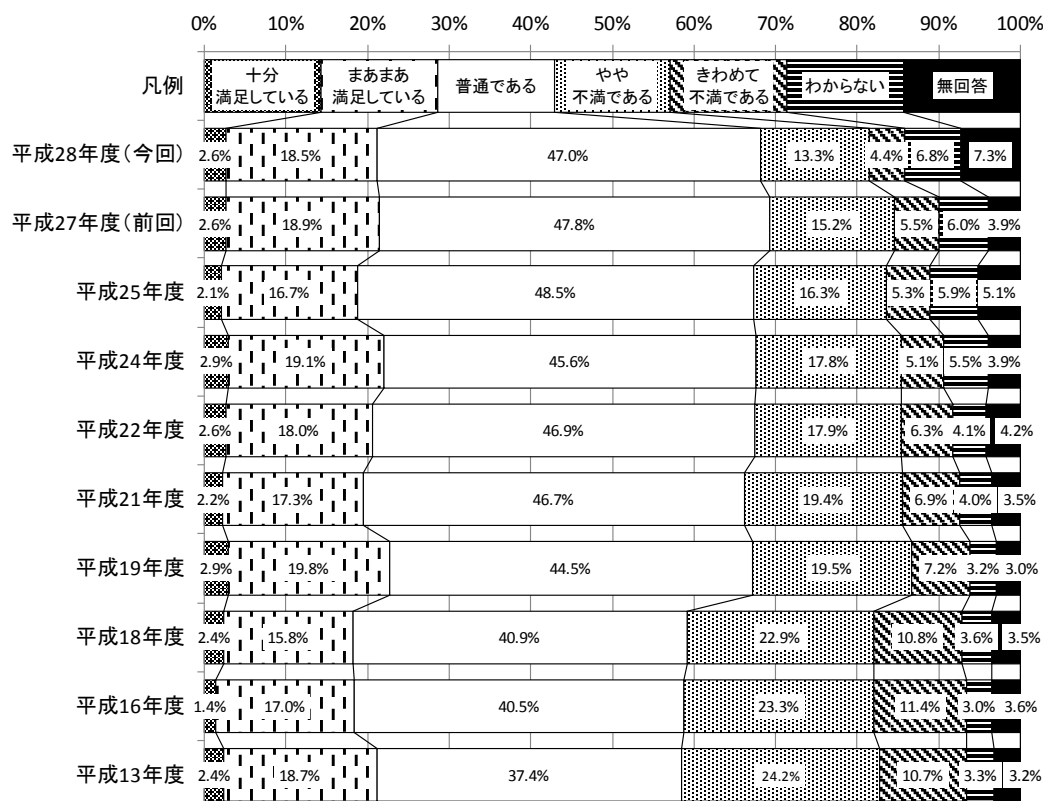 0% 10% 20% 30% 40% 50% 60% 70% 80% 90% 100%
凡例
十分
満足している
まあまあ
満足している
普通である
やや
不満である
きわめて
不満である
わからない
無回答
平成28年度(今回) 2.6% 18.5% 47.0% 13.3% 4.4% 6.8% 7.3%
平成27年度(前回) 2.6% 18.9% 47.8% 15.2% 5.5% 6.0% 3.9%
平成25年度 2.1% 16.7% 48.5% 16.3% 5.3% 5.9% 5.1%
平成24年度 2.9% 19.1% 45.6% 17.8% 5.1% 5.5% 3.9%
平成22年度 2.6% 18.0% 46.9% 17.9% 6.3% 4.1% 4.2%
平成21年度 2.2% 17.3% 46.7% 19.4% 6.9% 4.0% 3.5%
平成19年度 2.9% 19.8% 44.5% 19.5% 7.2% 3.2% 3.0%
平成18年度 2.4% 15.8% 40.9% 22.9% 10.8% 3.6% 3.5%
平成16年度 1.4% 17.0% 40.5% 23.3% 11.4% 3.0% 3.6%
平成13年度 2.4% 18.7% 37.4% 24.2% 10.7% 3.3% 3.2%